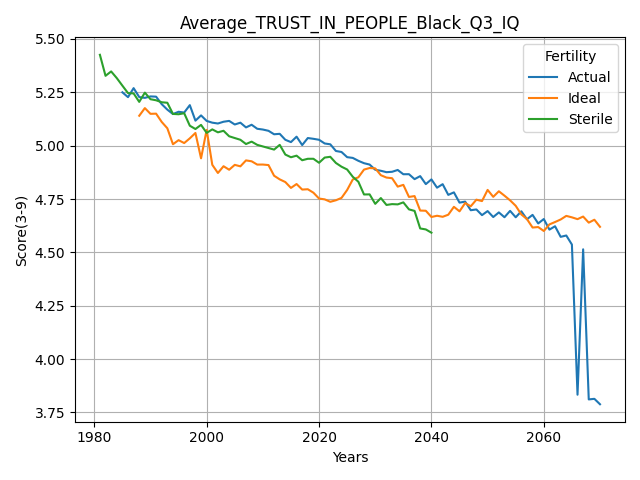 Average_TRUST_IN_PEOPLE_Black_Q3_IQ
Fertility
Actual
Ideal
Sterile
Score(3-9)
5.50
5.25
5.00
4.75
4.50
4.25
4.00
3.75
1980
2000
2020
2040
2060
Years